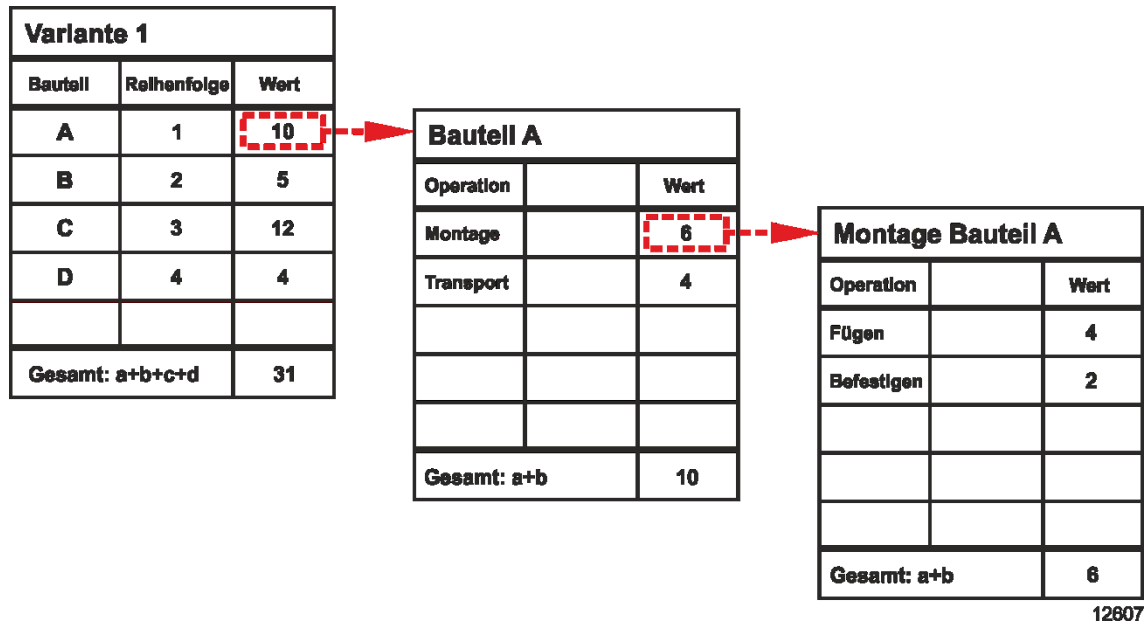 Variante 1
Bauteil Reihenfolge Wert
A 1 10
B 2 5
C 3 12
D 4 4
Gesamt: a+b+c+d 31
Bauteil A
Operation Wert
Montage 6
Transport 4
Gesamt: a+b 10
Montage Bauteil A
Operation Wert
Fügen 4
Befestigen 2
Gesamt: a+b 6
12607